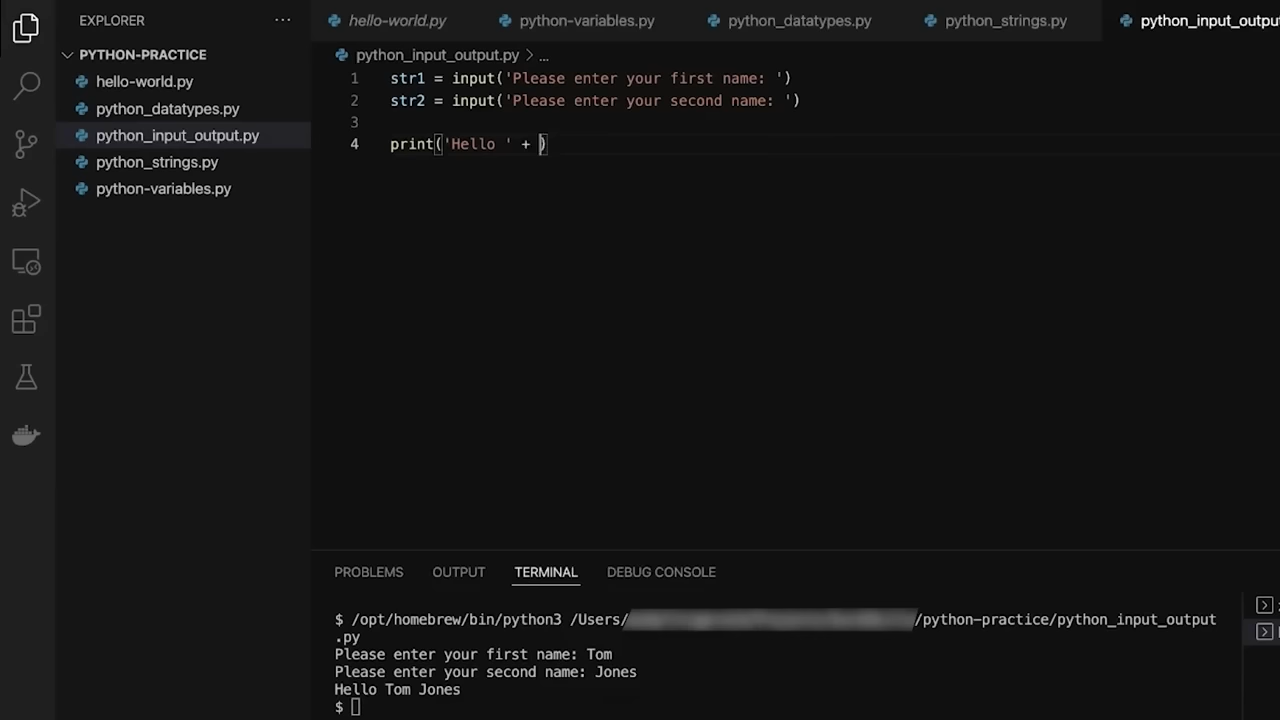 EXPLORER ...
PYTHON-PRACTICE
hello-world.py
python_datatypes.py
python_input_output.py
python_strings.py
python-variables.py
hello-world.py python-variables.py python_datatypes.py python_strings.py python_input_outpu
python_input_output.py > ...
1 str1 = input('Please enter your first name: ')
2 str2 = input('Please enter your second name: ')
3
4 print('Hello ' + )
PROBLEMS OUTPUT TERMINAL DEBUG CONSOLE
$ /opt/homebrew/bin/python3 /Users/ /python-practice/python_input_output
.py
Please enter your first name: Tom
Please enter your second name: Jones
Hello Tom Jones
$